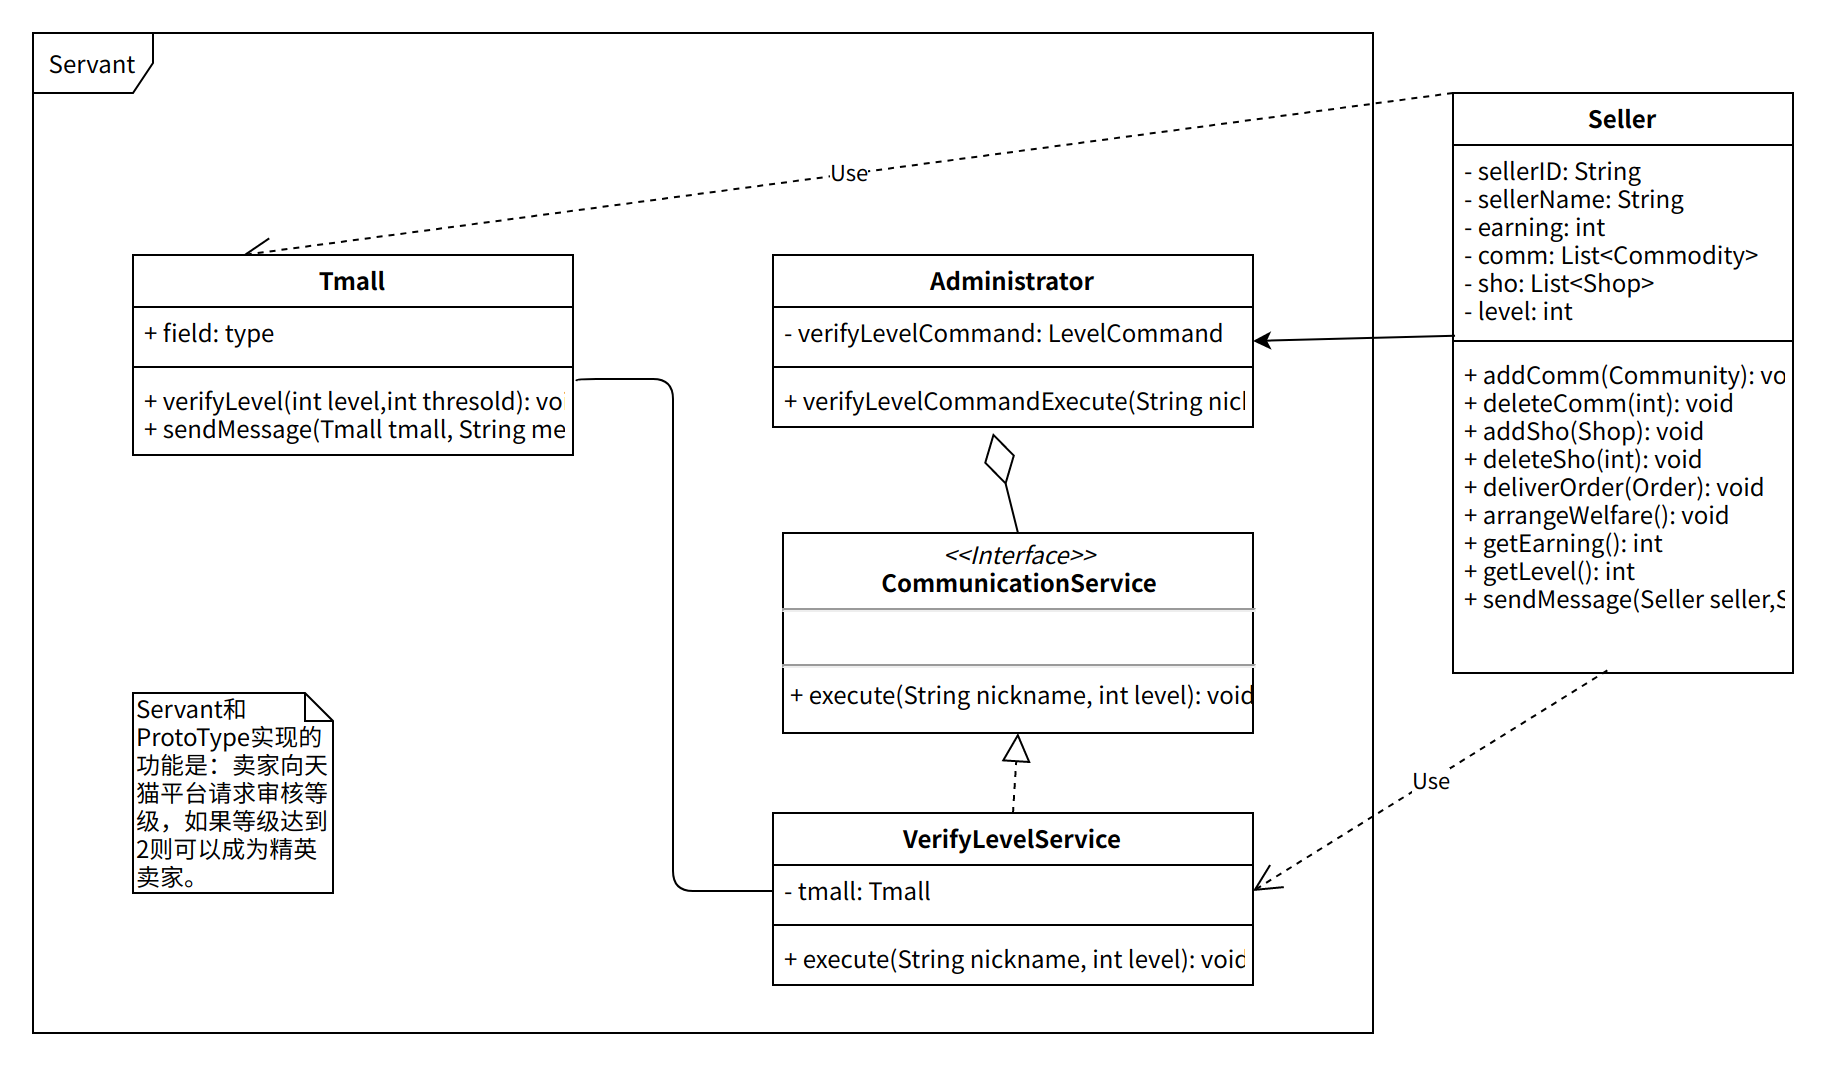 Servant
Use
Tmall
+ field: type
+ verifyLevel(int level,int thresold): voi
+ sendMessage(Tmall tmall, String me
Administrator
- verifyLevelCommand: LevelCommand
+ verifyLevelCommandExecute(String nicl
Seller
- sellerID: String
- sellerName: String
- earning: int
- comm: List<Commodity>
- sho: List<Shop>
- level: int
+ addComm(Community): vo
+ deleteComm(int): void
+ addSho(Shop): void
+ deleteSho(int): void
+ deliverOrder(Order): void
+ arrangeWelfare(): void
+ getEarning(): int
+ getLevel(): int
+ sendMessage(Seller seller,S
<<Interface>>
CommunicationService
+ execute(String nickname, int level): void
Use
VerifyLevelService
- tmall: Tmall
+ execute(String nickname, int level): void
Servant和
ProtoType实现的
功能是：卖家向天
猫平台请求审核等
级，如果等级达到
2则可以成为精英
卖家。